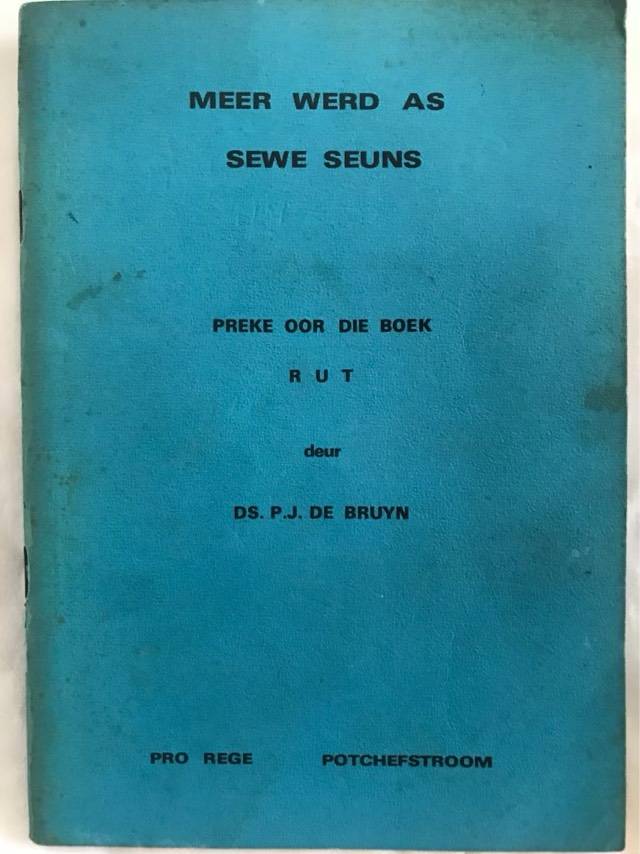 MEER WERD AS
SEWE SEUNS
PREKE OOR DIE BOEK
R U T
deur
DS. P.J. DE BRUYN
PRO REGE POTCHEFSTROOM